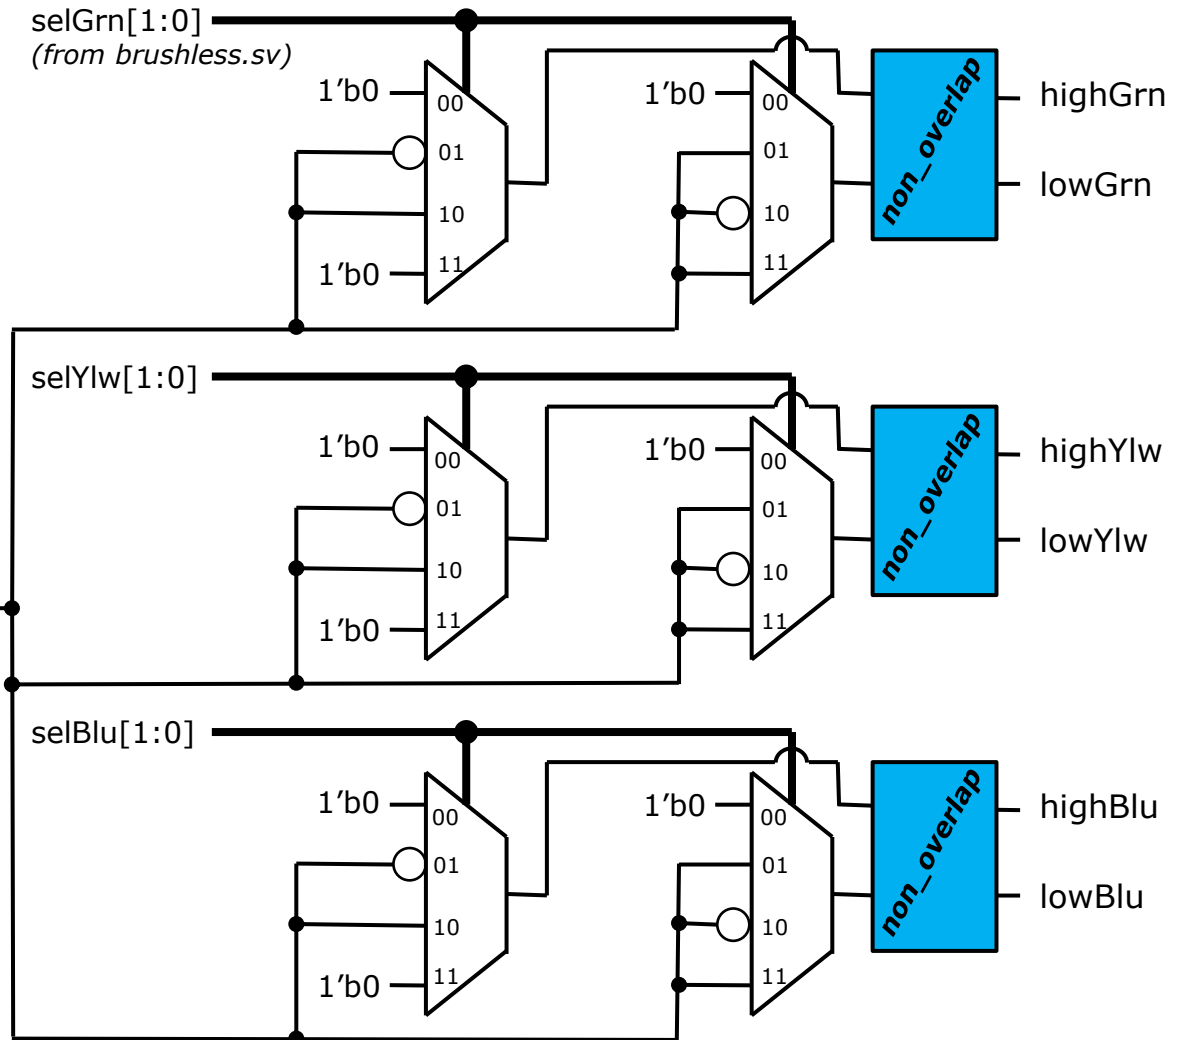 selGrn[1:0]
(from brushless.sv)
1'b0
00
01
10
11
1'b0
1'b0
00
01
10
11
non_overlap
highGrn
lowGrn
selYlw[1:0]
1'b0
00
01
10
11
1'b0
1'b0
00
01
10
11
non_overlap
highYlw
lowYlw
selBlu[1:0]
1'b0
00
01
10
11
1'b0
1'b0
00
01
10
11
non_overlap
highBlu
lowBlu